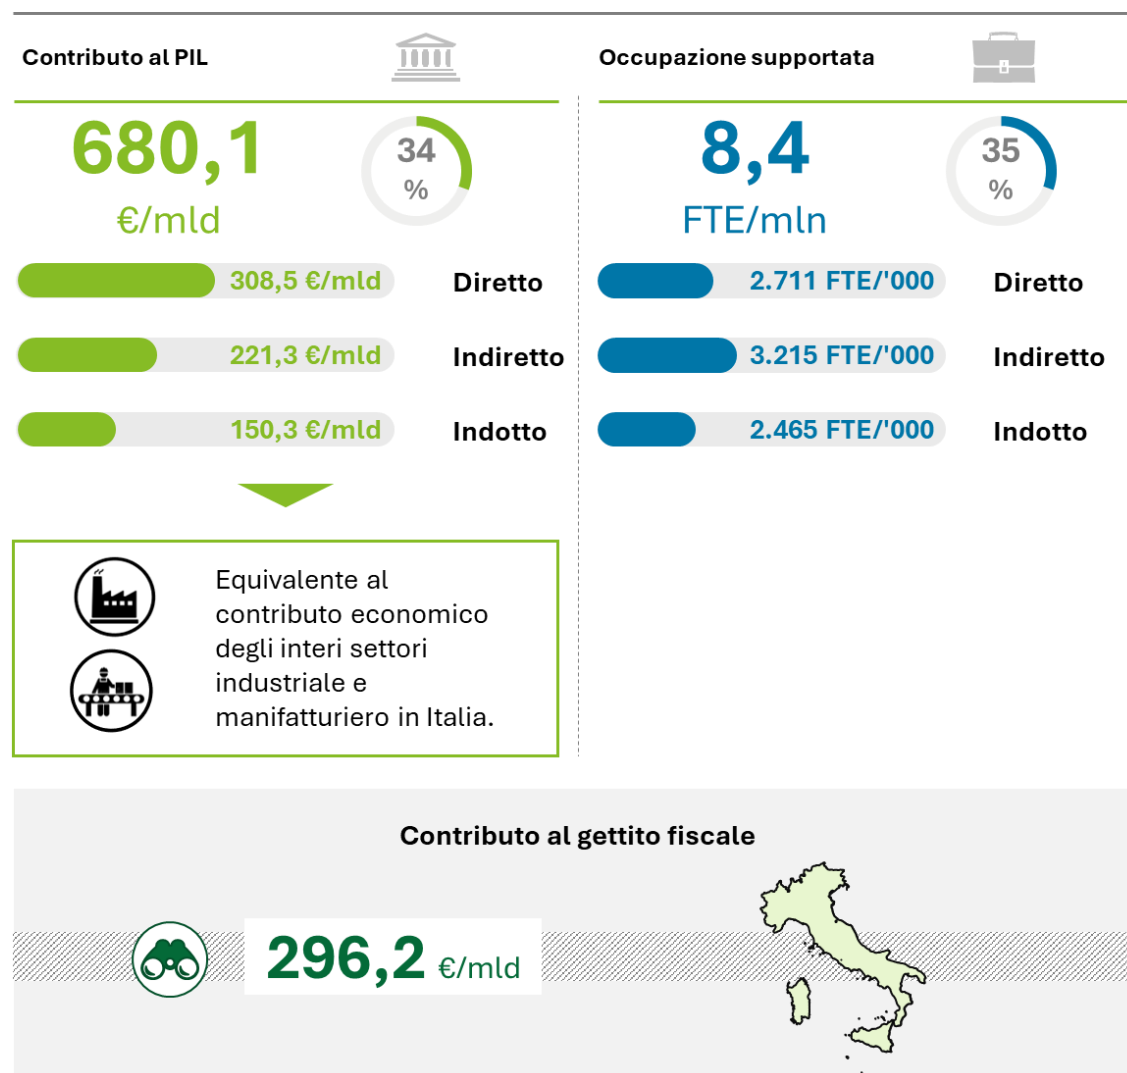 Contributo al PIL
680,1
€/mld
34
%
308,5 €/mld
Diretto
221,3 €/mld
Indiretto
150,3 €/mld
Indotto
Equivalente al
contributo economico
degli interi settori
industriale e
manifatturiero in Italia.
Occupazione supportata
8,4
FTE/mln
35
%
2.711 FTE/'000
Diretto
3.215 FTE/'000
Indiretto
2.465 FTE/'000
Indotto
Contributo al gettito fiscale
296,2 €/mld